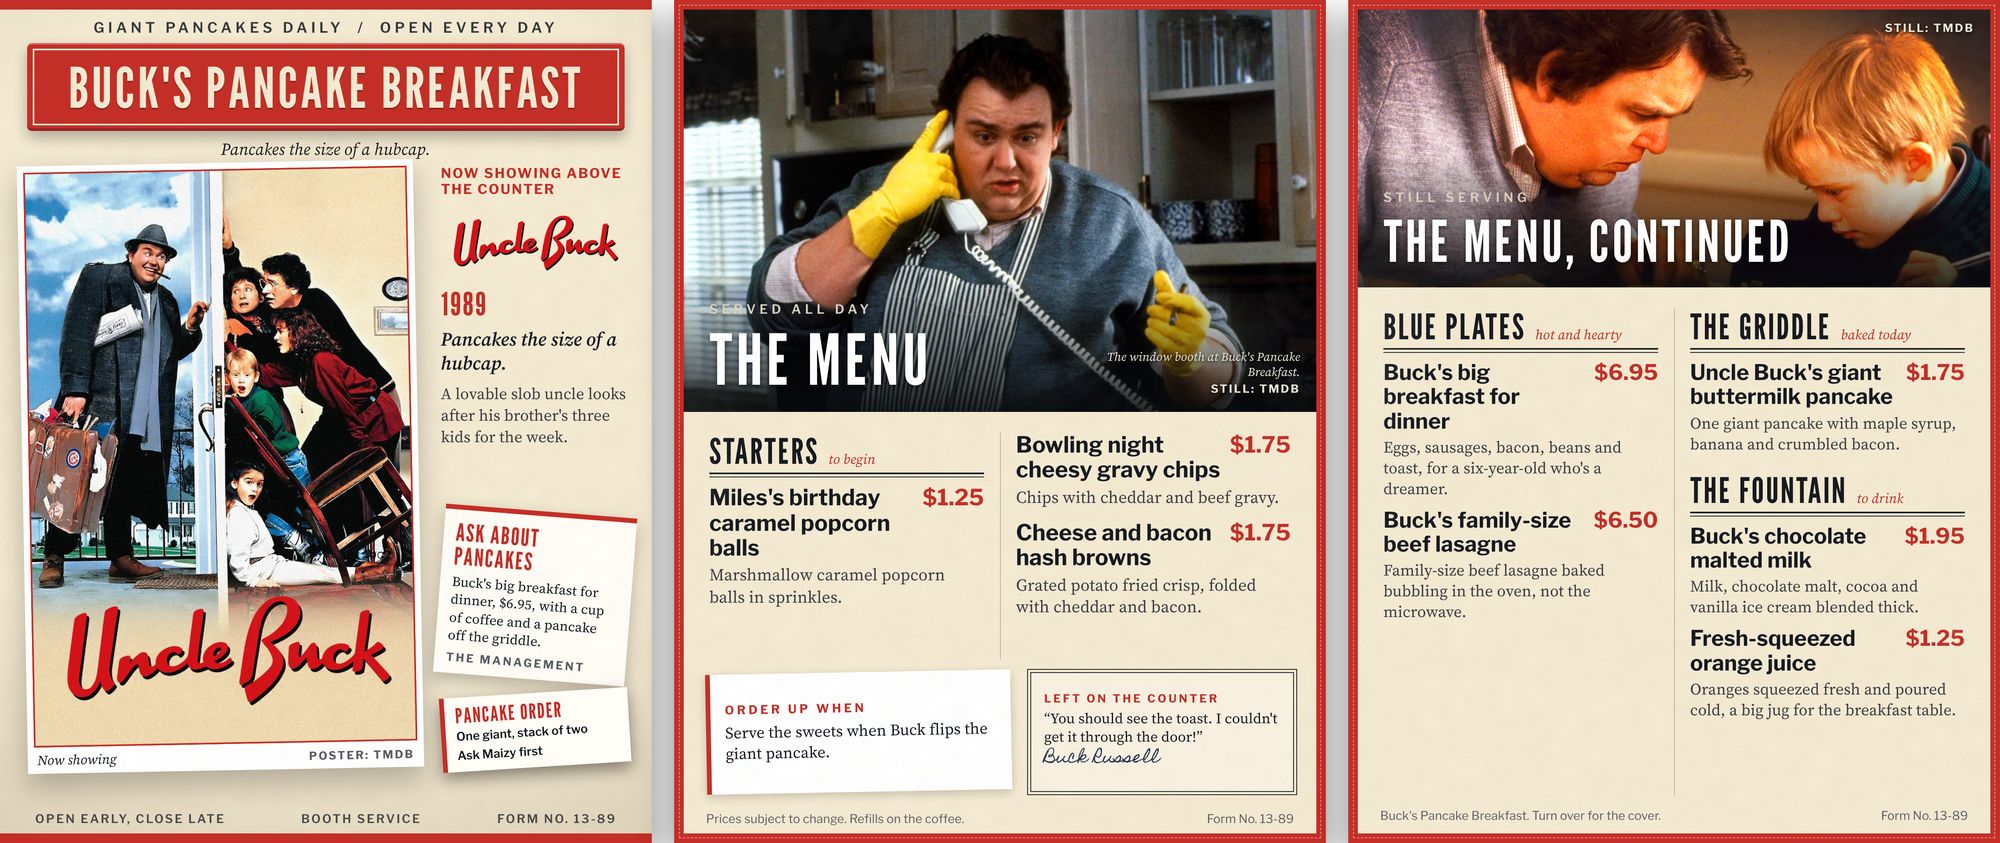 GIANT PANCAKES DAILY / OPEN EVERY DAY
BUCK'S PANCAKE BREAKFAST
Pancakes the size of a hubcap.
NOW SHOWING ABOVE
THE COUNTER
Uncle Buck
1989
Pancakes the size of a
hubcap.
A lovable slob uncle looks
after his brother's three
kids for the week.
Uncle Buck
Now showing
POSTER: TMDB
ASK ABOUT
PANCAKES
Buck's big breakfast for
dinner, $6.95, with a cup
of coffee and a pancake
off the griddle.
THE MANAGEMENT
PANCAKE ORDER
One giant, stack of two
Ask Maizy first
OPEN EARLY, CLOSE LATE
BOOTH SERVICE
FORM NO. 13-89
SERVED ALL DAY
THE MENU
The window booth at Buck's Pancake
Breakfast.
STILL: TMDB
STARTERS to begin
Miles's birthday $1.25
caramel popcorn
balls
Marshmallow caramel popcorn
balls in sprinkles.
Bowling night $1.75
cheesy gravy chips
Chips with cheddar and beef gravy.
Cheese and bacon $1.75
hash browns
Grated potato fried crisp, folded
with cheddar and bacon.
ORDER UP WHEN
Serve the sweets when Buck flips the
giant pancake.
LEFT ON THE COUNTER
“You should see the toast. I couldn't
get it through the door!”
Buck Russell
Prices subject to change. Refills on the coffee.
Form No. 13-89
STILL: TMDB
STILL SERVING
THE MENU, CONTINUED
BLUE PLATES hot and hearty
Buck's big $6.95
breakfast for
dinner
Eggs, sausages, bacon, beans and
toast, for a six-year-old who's a
dreamer.
Buck's family-size $6.50
beef lasagne
Family-size beef lasagne baked
bubbling in the oven, not the
microwave.
THE GRIDDLE baked today
Uncle Buck's giant $1.75
buttermilk pancake
One giant pancake with maple syrup,
banana and crumbled bacon.
THE FOUNTAIN to drink
Buck's chocolate $1.95
malted milk
Milk, chocolate malt, cocoa and
vanilla ice cream blended thick.
Fresh-squeezed $1.25
orange juice
Oranges squeezed fresh and poured
cold, a big jug for the breakfast table.
Buck's Pancake Breakfast. Turn over for the cover.
Form No. 13-89